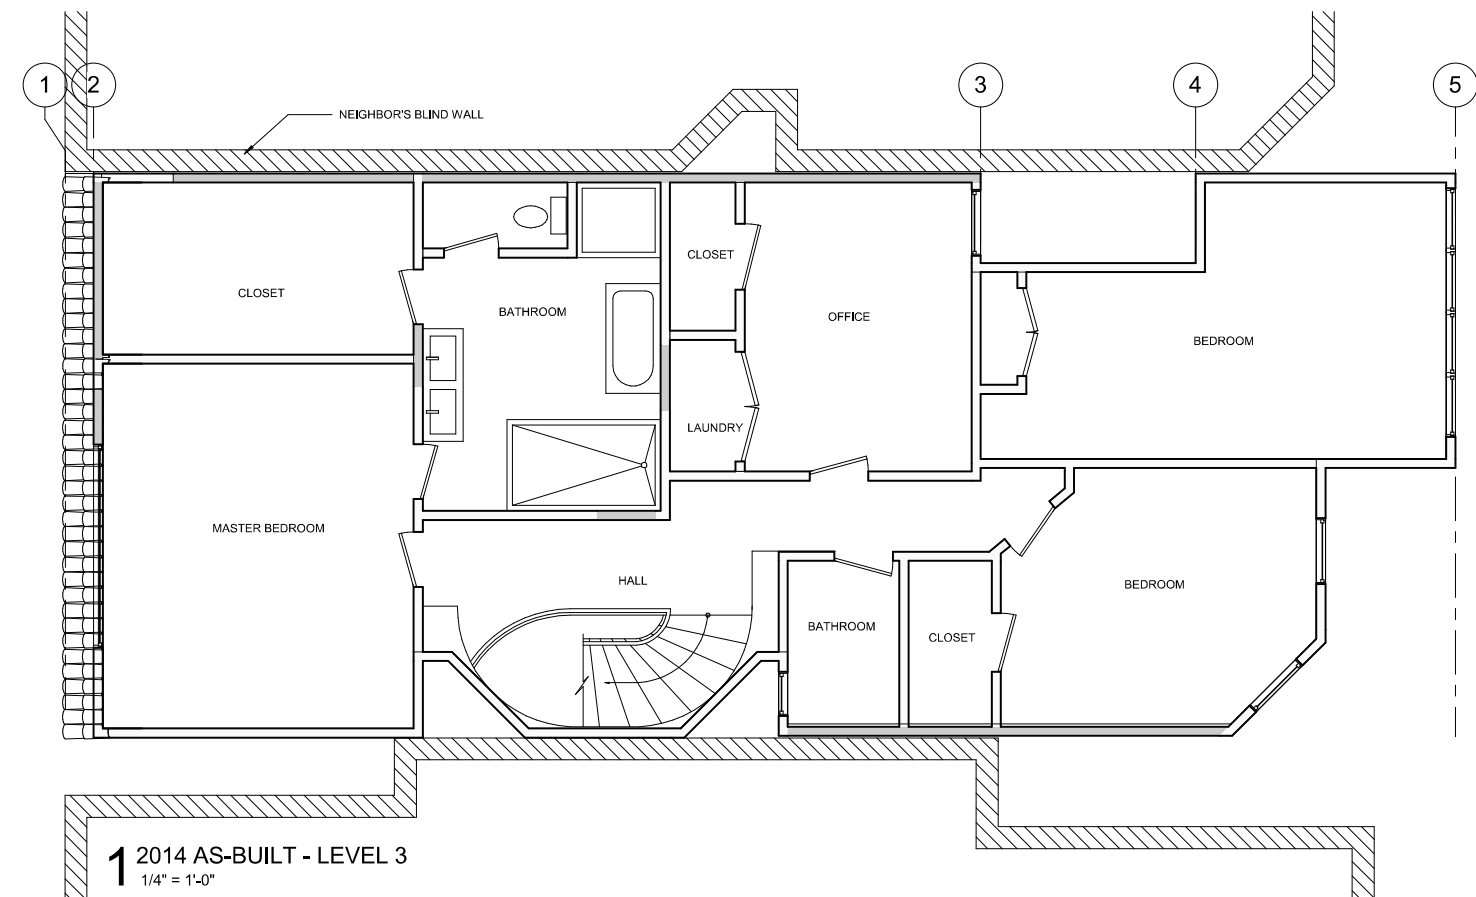 1
2
3
4
5
NEIGHBOR'S BLIND WALL
CLOSET
CLOSET
BATHROOM
OFFICE
BEDROOM
LAUNDRY
MASTER BEDROOM
HALL
BEDROOM
BATHROOM
CLOSET
1
2014 AS-BUILT - LEVEL 3
1/4" = 1'-0"